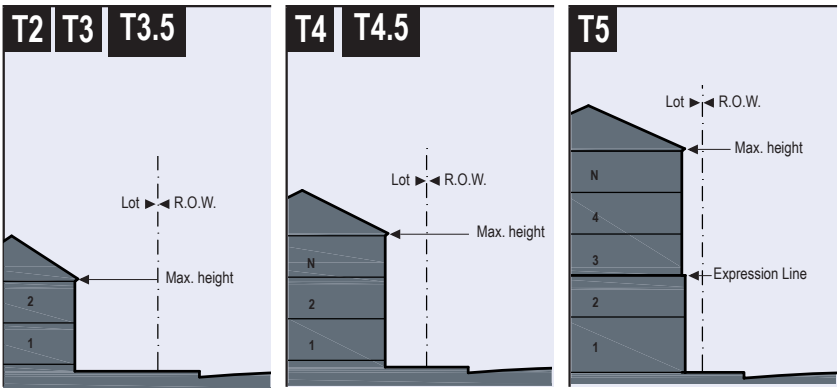 T2 T3 T3.5
Lot R.O.W.
Max. height
2
1
T4 T4.5
Lot R.O.W.
Max. height
N
2
1
T5
Lot R.O.W.
Max. height
N
4
3
Expression Line
2
1